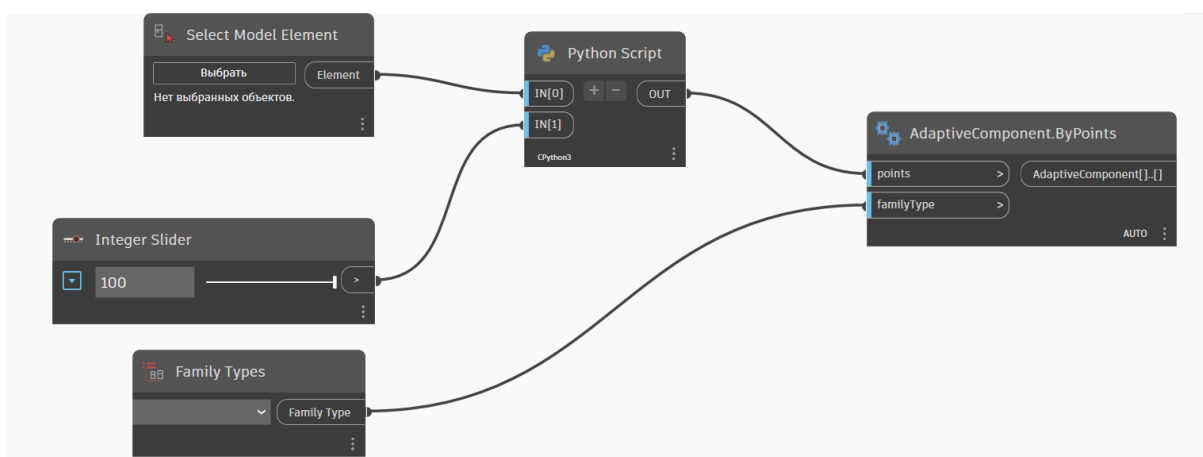 Select Model Element
Выбрать
Element
Нет выбранных объектов.
Python Script
IN[0]
+
−
OUT
IN[1]
CPython3
AdaptiveComponent.ByPoints
points
>
AdaptiveComponent[]..[]
familyType
>
AUTO
Integer Slider
100
>
Family Types
Family Type